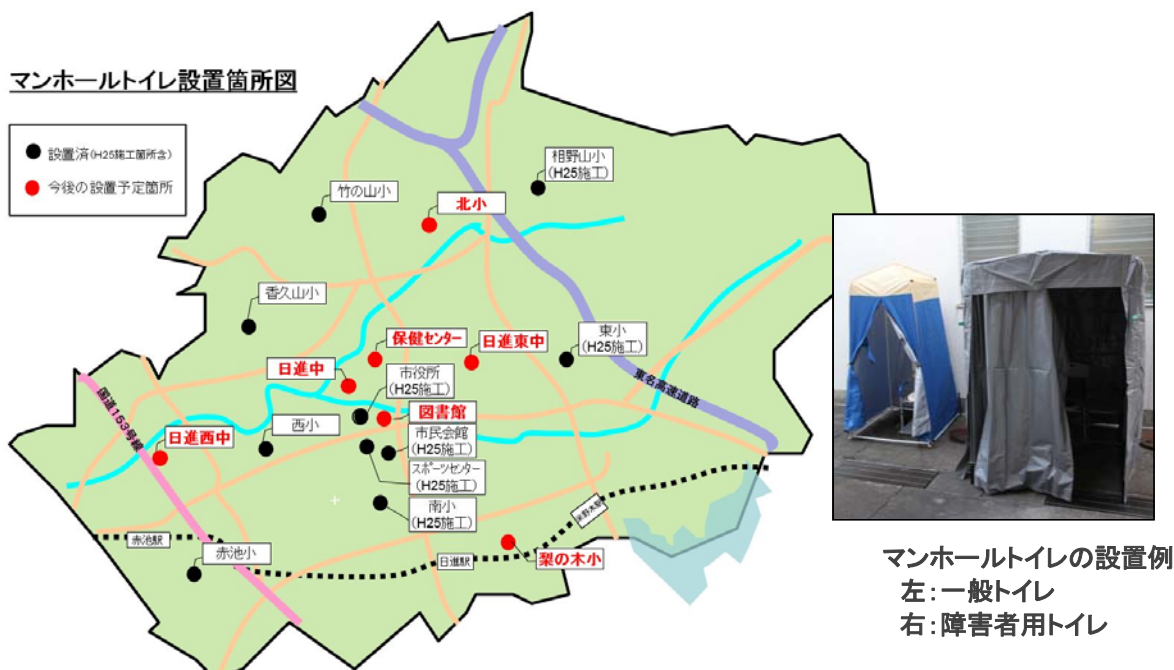 マンホールトイレ設置箇所図
設置済(H25施工箇所含)
今後の設置予定箇所
相野山小
(H25施工)
竹の山小
北小
香久山小
保健センター
日進東中
東小
(H25施工)
日進中
市役所
(H25施工)
東名高速道路
国道153号線
図書館
西小
日進西中
市民会館
(H25施工)
スポーツセンター
(H25施工)
南小
(H25施工)
米野木駅
赤池駅
赤池小
日進駅
梨の木小
マンホールトイレの設置例
左:一般トイレ
右:障害者用トイレ